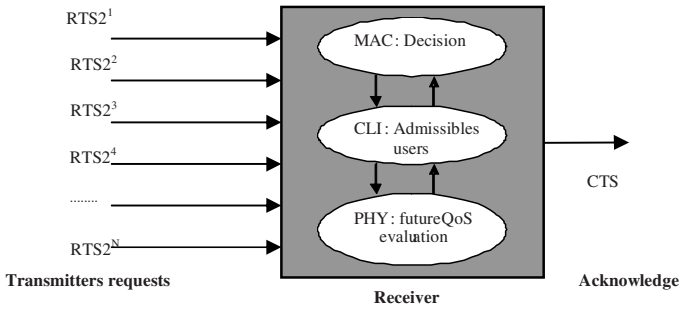 RTS2¹
RTS2²
RTS2³
RTS2⁴
........
RTS2ᴺ
Transmitters requests
MAC: Decision
CLI: Admissibles
users
PHY: futureQoS
evaluation
Receiver
CTS
Acknowledge